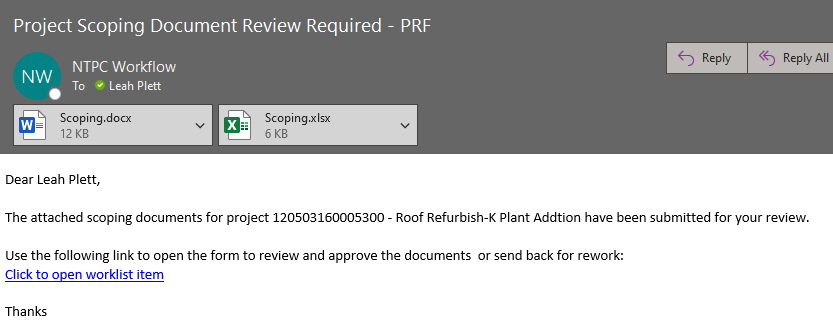 Project Scoping Document Review Required - PRF
NW
NTPC Workflow
To Leah Plett
Reply
Reply All
Scoping.docx
12 KB
Scoping.xlsx
6 KB
Dear Leah Plett,
The attached scoping documents for project 120503160005300 - Roof Refurbish-K Plant Addtion have been submitted for your review.
Use the following link to open the form to review and approve the documents  or send back for rework:
Click to open worklist item
Thanks